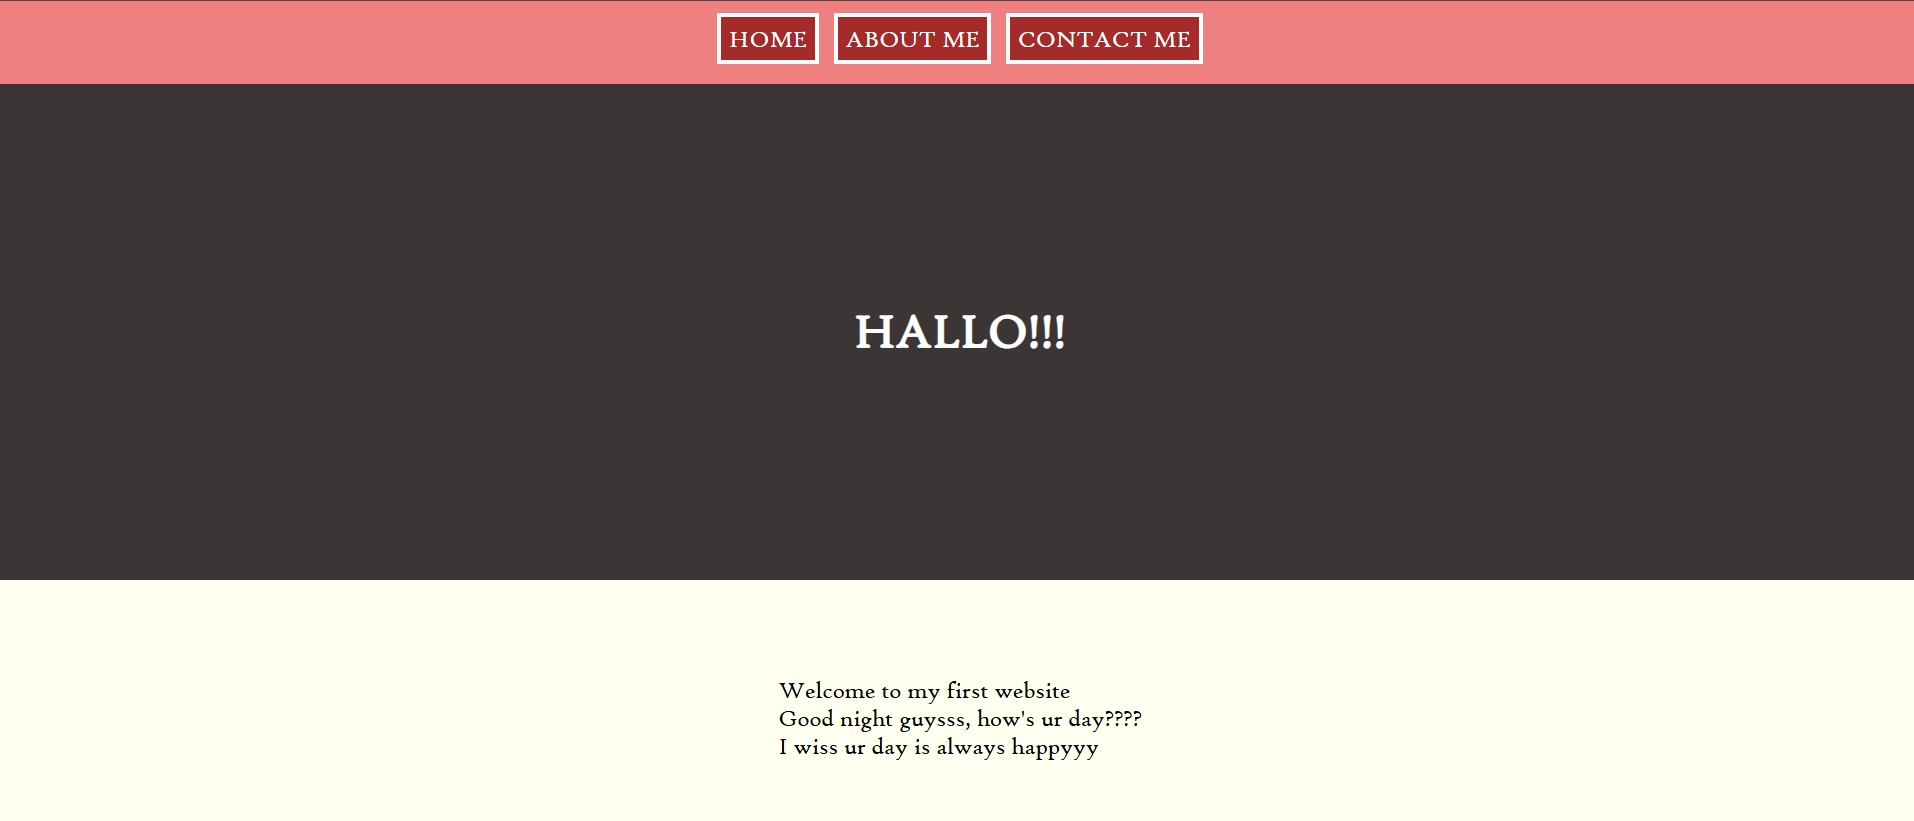 HOME ABOUT ME CONTACT ME
HALLO!!!
Welcome to my first website
Good night guysss, how's ur day????
I wiss ur day is always happyyy